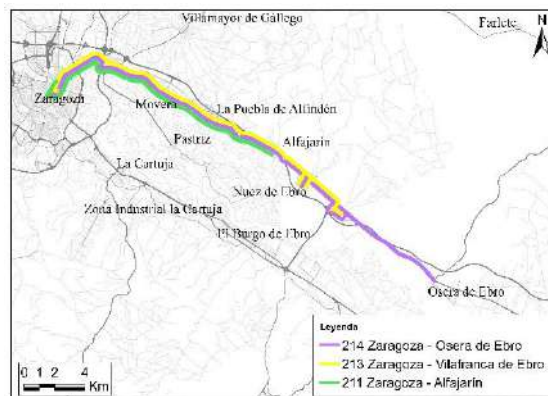 Villamayor de Gállego
Farlete
N
Zaragoza
Movera
La Puebla de Alfindén
Pastriz
Alfajarín
La Cartuja
Nuez de Ebro
Zona Industrial la Cartuja
El Burgo de Ebro
Osera de Ebro
Leyenda
214 Zaragoza - Osera de Ebro
213 Zaragoza - Vilafranca de Ebro
211 Zaragoza - Alfajarín
0 1 2 4
Km